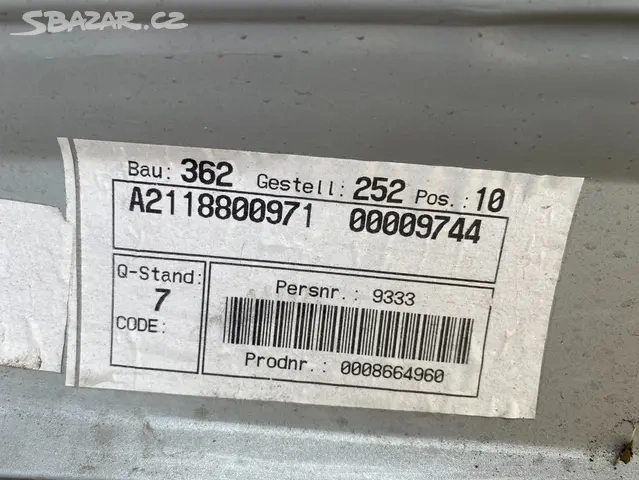 SBAZAR.CZ
Bau: 362 Gestell: 252 Pos.: 10
A2118800971 00009744
Q-Stand:
7
CODE:
Persnr.: 9333
Prodnr.: 0008664960